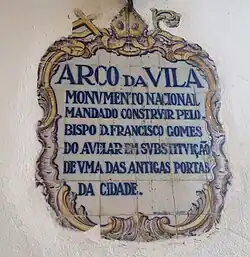 ARCO DA VILA
MONVMENTO NACIONAL
MANDADO CONSTRVIR PELO
BISPO D. FRANCISCO GOMES
DO AVELAR EM SVBSTITVIÇÃO
DE VMA DAS ANTIGAS PORTAS
DA CIDADE.